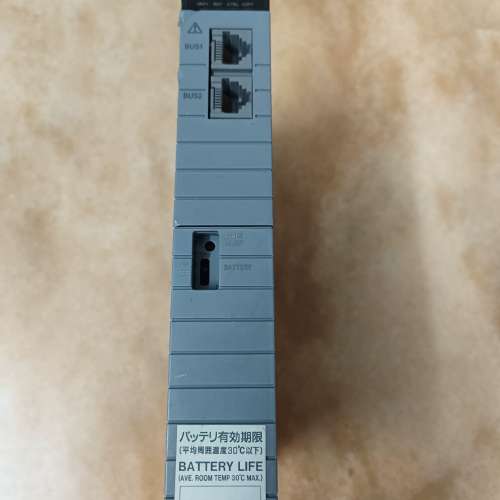 BUS1
BUS2
BATTERY
バッテリ有効期限
(平均周囲温度30℃以下)
BATTERY LIFE
(AVE. ROOM TEMP 30℃ MAX.)